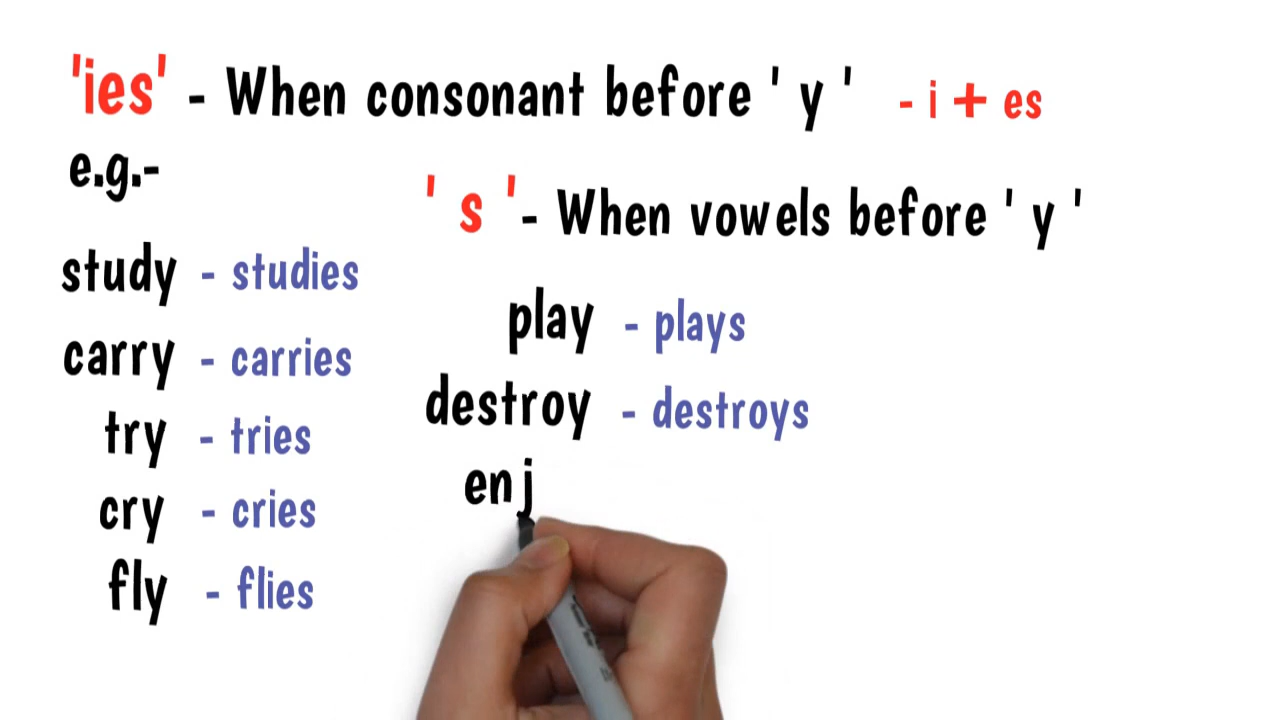 'ies' - When consonant before ' y ' - i + es
e.g.-
' s '- When vowels before ' y '
study - studies
carry - carries
try - tries
cry - cries
fly - flies
play - plays
destroy - destroys
enj